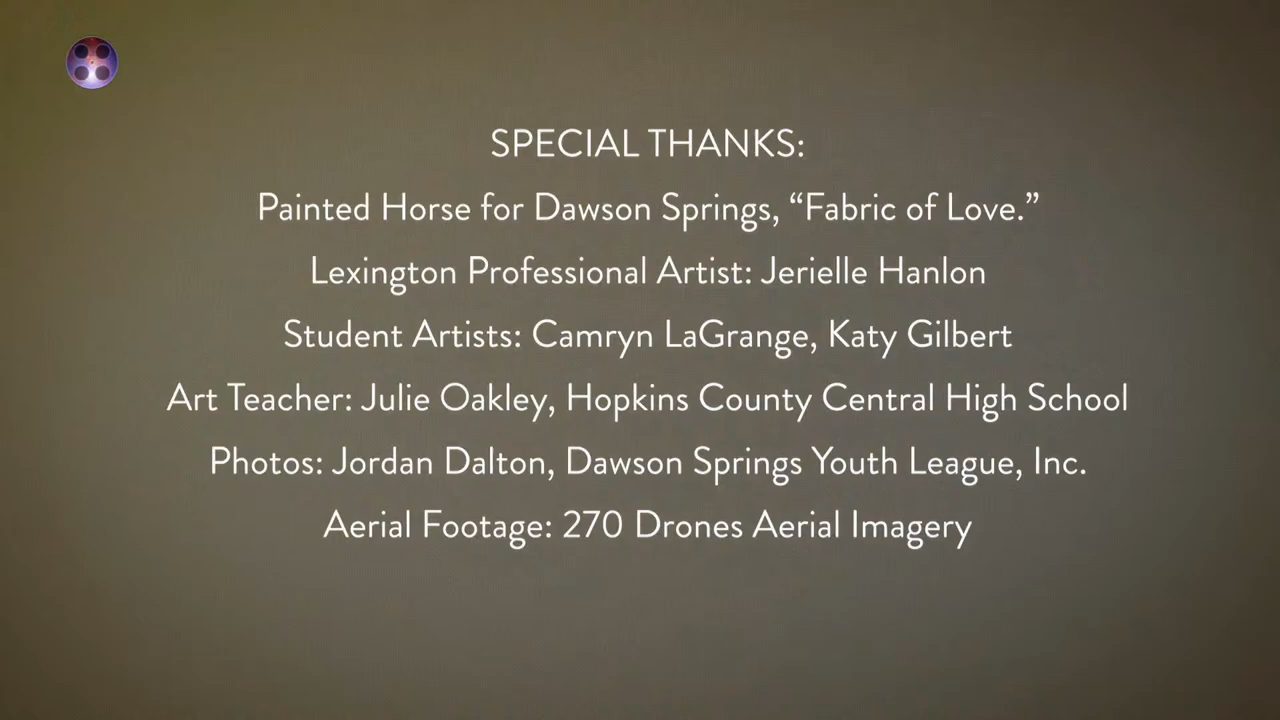 SPECIAL THANKS:
Painted Horse for Dawson Springs, “Fabric of Love.”
Lexington Professional Artist: Jerielle Hanlon
Student Artists: Camryn LaGrange, Katy Gilbert
Art Teacher: Julie Oakley, Hopkins County Central High School
Photos: Jordan Dalton, Dawson Springs Youth League, Inc.
Aerial Footage: 270 Drones Aerial Imagery